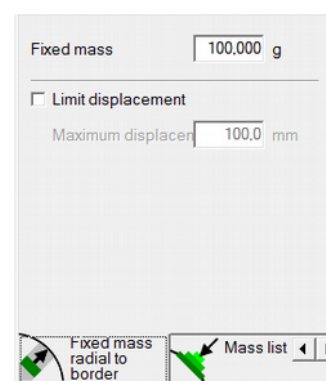 Fixed mass 100,000 g
Limit displacement
Maximum displacen 100,0 mm
Fixed mass
radial to
border
Mass list